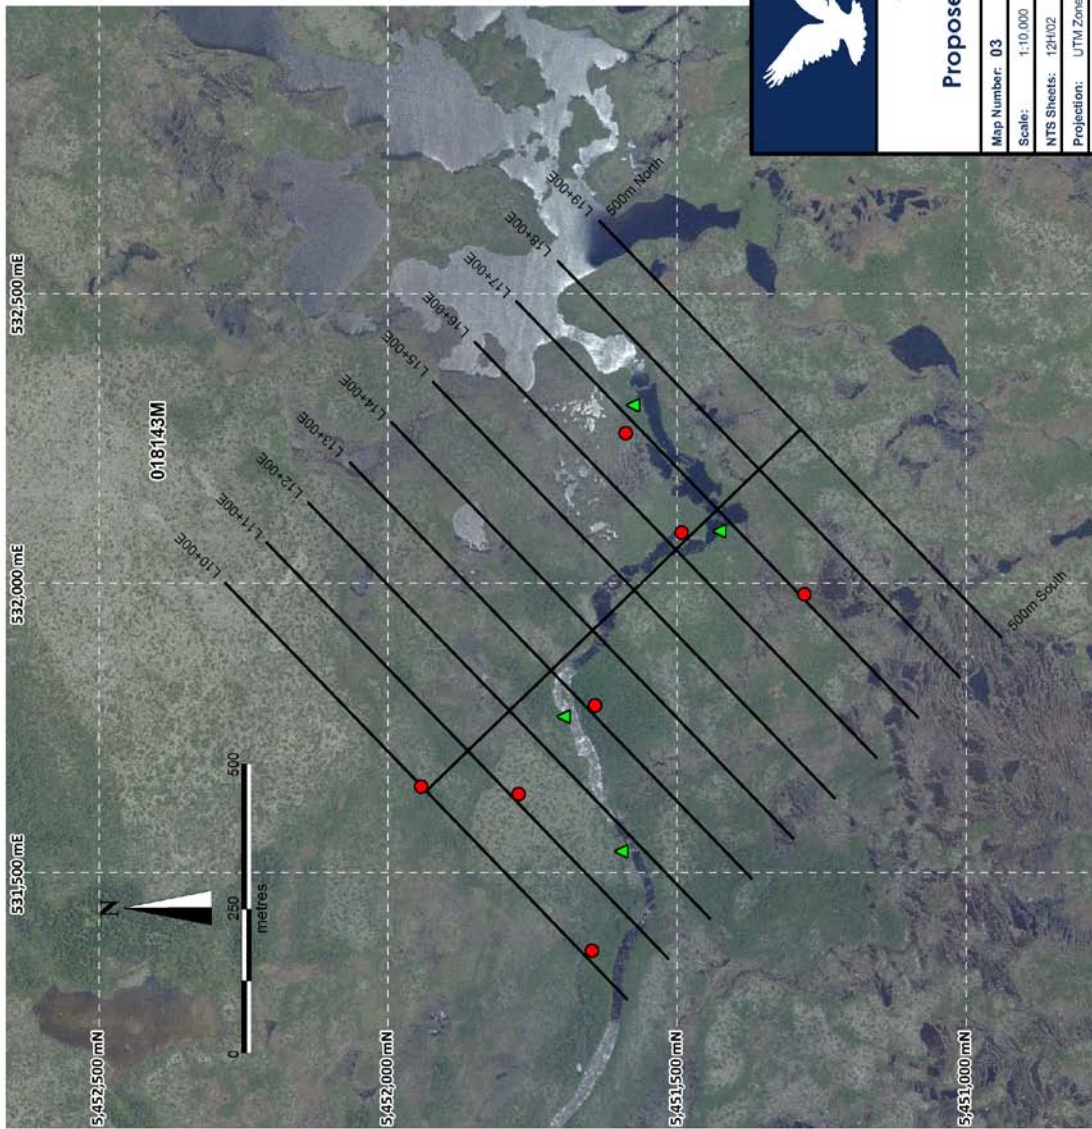 532,500 mE
532,000 mE
531,500 mE
5,452,500 mN
5,452,000 mN
5,451,500 mN
5,451,000 mN
018143M
N
0
250
500
metres
L10+00E
L11+00E
L12+00E
L13+00E
L14+00E
L15+00E
L16+00E
L17+00E
L18+00E
L19+00E
500m North
500m South
Propose
Map Number: 03
Scale: 1:10,000
NTS Sheets: 12H/02
Projection: UTM Zone